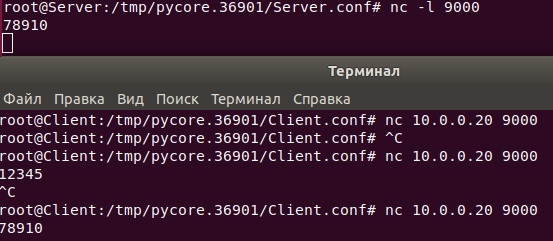 root@Server:/tmp/pycore.36901/Server.conf# nc -l 9000
78910
Терминал
Файл Правка Вид Поиск Терминал Справка
root@Client:/tmp/pycore.36901/Client.conf# nc 10.0.0.20 9000
root@Client:/tmp/pycore.36901/Client.conf# ^C
root@Client:/tmp/pycore.36901/Client.conf# nc 10.0.0.20 9000
12345
^C
root@Client:/tmp/pycore.36901/Client.conf# nc 10.0.0.20 9000
78910